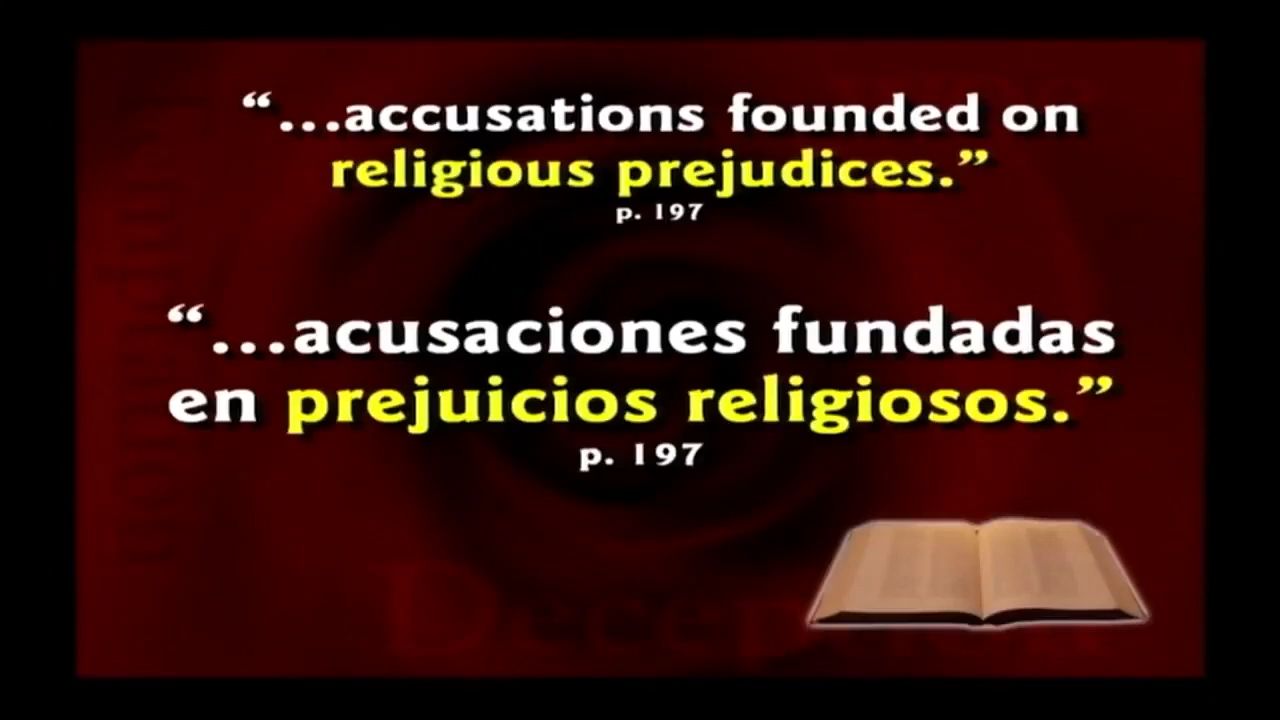 “...accusations founded on
religious prejudices.”
p. 197
“...acusaciones fundadas
en prejuicios religiosos.”
p. 197